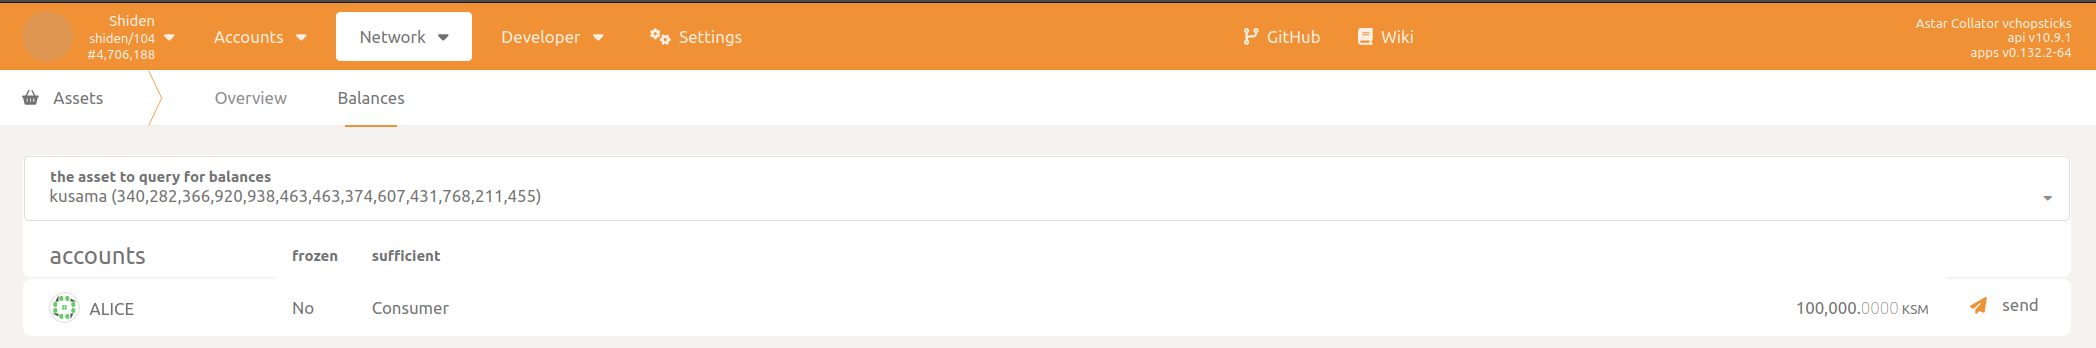 Shiden
shiden/104
#4,706,188
Accounts
Network
Developer
Settings
GitHub
Wiki
Astar Collator vchopsticks
api v10.9.1
apps v0.132.2-64
Assets
Overview
Balances
the asset to query for balances
kusama (340,282,366,920,938,463,463,374,607,431,768,211,455)
accounts frozen sufficient
ALICE No Consumer 100,000.0000 KSM send